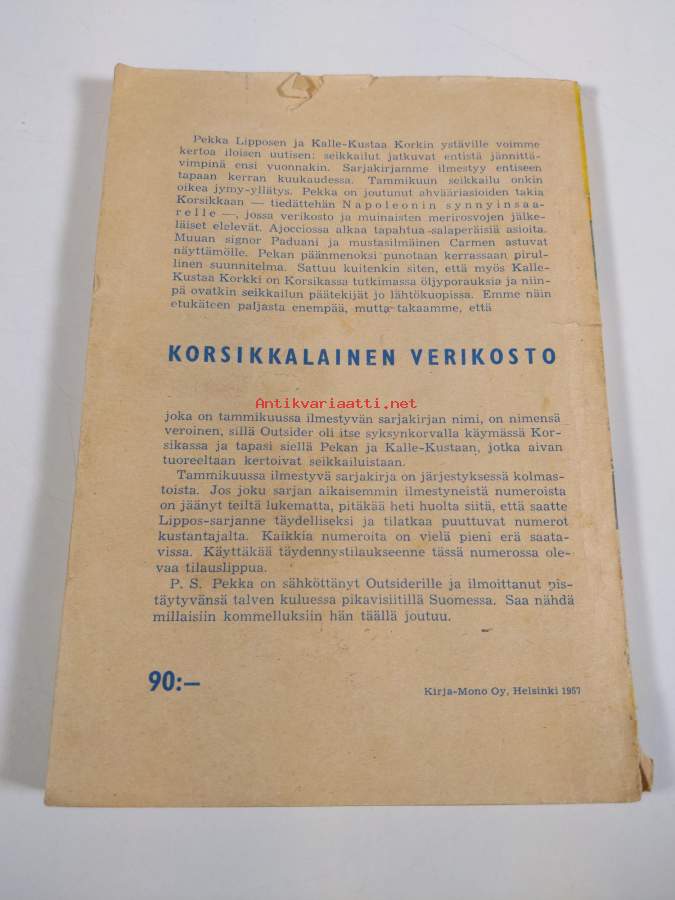 Pekka Lipposen ja Kalle-Kustaa Korkin ystäville voimme
kertoa iloisen uutisen: seikkailut jatkuvat entistä jännittä-
vimpinä ensi vuonnakin. Sarjakirjamme ilmestyy entiseen
tapaan kerran kuukaudessa. Tammikuun seikkailu onkin
oikea jymy-yllätys. Pekka on joutunut ahvääriasioiden takia
Korsikkaan — tiedättehän Napoleonin synnyinsaa-
relle —, jossa verikosto ja muinaisten merirosvojen jälke-
läiset elelevät. Ajocciossa alkaa tapahtua salaperäisiä asioita.
Muuan signor Paduani ja mustasilmäinen Carmen astuvat
näyttämölle. Pekan päänmenoksi punotaan kerrassaan pirul-
linen suunnitelma. Sattuu kuitenkin siten, että myös Kalle-
Kustaa Korkki on Korsikassa tutkimassa öljyporauksia ja niin-
pä ovatkin seikkailun päätekijät jo lähtökuopissa. Emme näin
etukäteen paljasta enempää, mutta takaamme, että
KORSIKKALAINEN VERIKOSTO
Antikvariaatti.net
joka on tammikuussa ilmestyvän sarjakirjan nimi, on nimensä
veroinen, sillä Outsider oli itse syksynkorvalla käymässä Kor-
sikassa ja tapasi siellä Pekan ja Kalle-Kustaan, jotka aivan
tuoreeltaan kertoivat seikkailuistaan.
Tammikuussa ilmestyvä sarjakirja on järjestyksessä kolmas-
toista. Jos joku sarjan aikaisemmin ilmestyneistä numeroista
on jäänyt teiltä lukematta, pitäkää heti huolta siitä, että saatte
Lippos-sarjanne täydelliseksi ja tilatkaa puuttuvat numerot
kustantajalta. Kaikkia numeroita on vielä pieni erä saata-
vissa. Käyttäkää täydennystilaukseenne tässä numerossa ole-
vaa tilauslippua.
P. S. Pekka on sähköttänyt Outsiderille ja ilmoittanut pis-
täytyvänsä talven kuluessa pikavisiitillä Suomessa. Saa nähdä
millaisiin kommelluksiin hän täällä joutuu.
90:—
Kirja-Mono Oy, Helsinki 1957